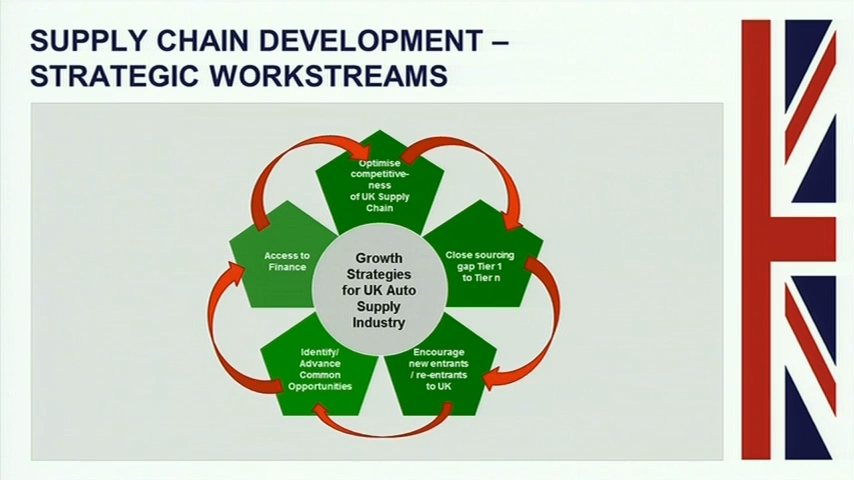 SUPPLY CHAIN DEVELOPMENT –
STRATEGIC WORKSTREAMS
Optimise
competitive-
ness
of UK Supply
Chain
Access to
Finance
Growth
Strategies
for UK Auto
Supply
Industry
Close sourcing
gap Tier 1
to Tier n
Identify/
Advance
Common
Opportunities
Encourage
new entrants
/ re-entrants
to UK